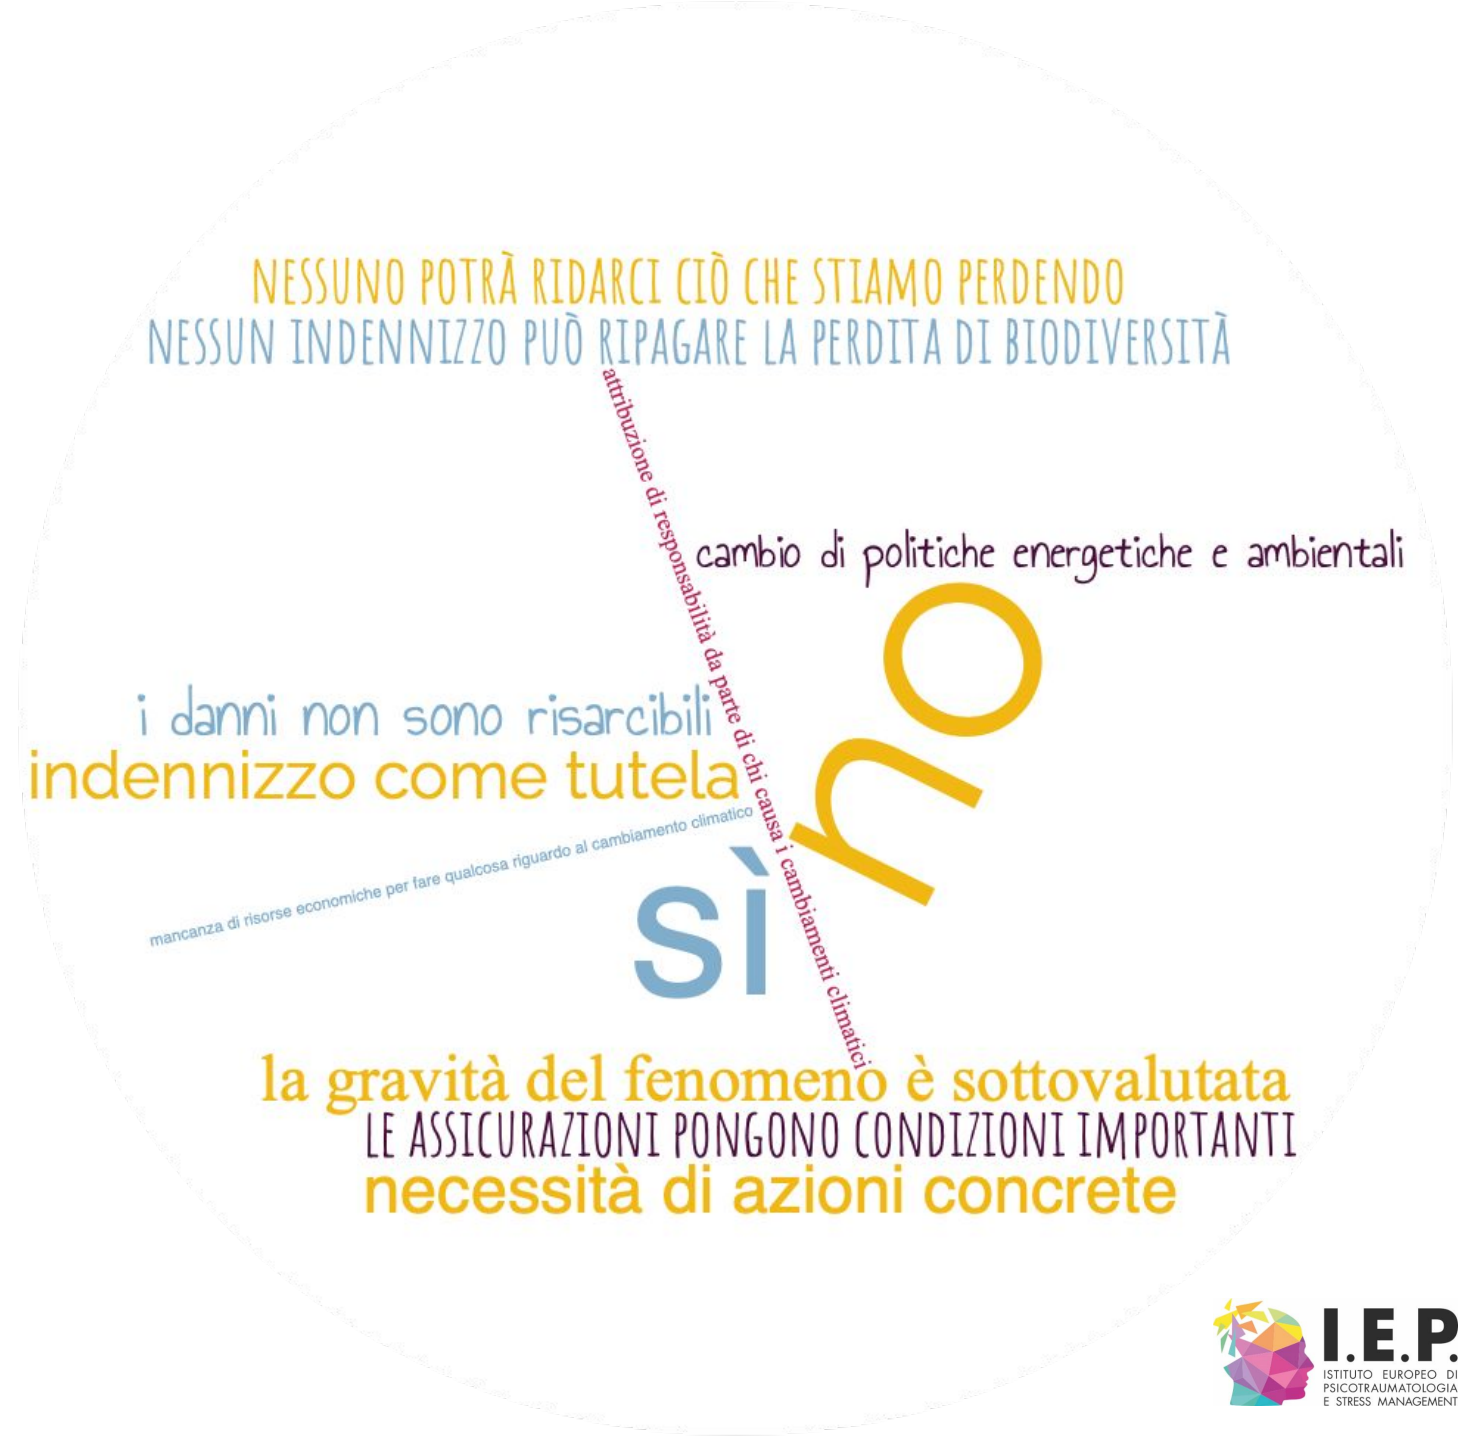 NESSUNO POTRÀ RIDARCI CIÒ CHE STIAMO PERDENDO
NESSUN INDENNIZZO PUÒ RIPAGARE LA PERDITA DI BIODIVERSITÀ
attribuzione di responsabilità da parte di chi causa i cambiamenti climatici
cambio di politiche energetiche e ambientali
no
i danni non sono risarcibili
indennizzo come tutela
mancanza di risorse economiche per fare qualcosa riguardo al cambiamento climatico
sì
la gravità del fenomeno è sottovalutata
LE ASSICURAZIONI PONGONO CONDIZIONI IMPORTANTI
necessità di azioni concrete
I.E.P.
ISTITUTO EUROPEO DI
PSICOTRAUMATOLOGIA
E STRESS MANAGEMENT